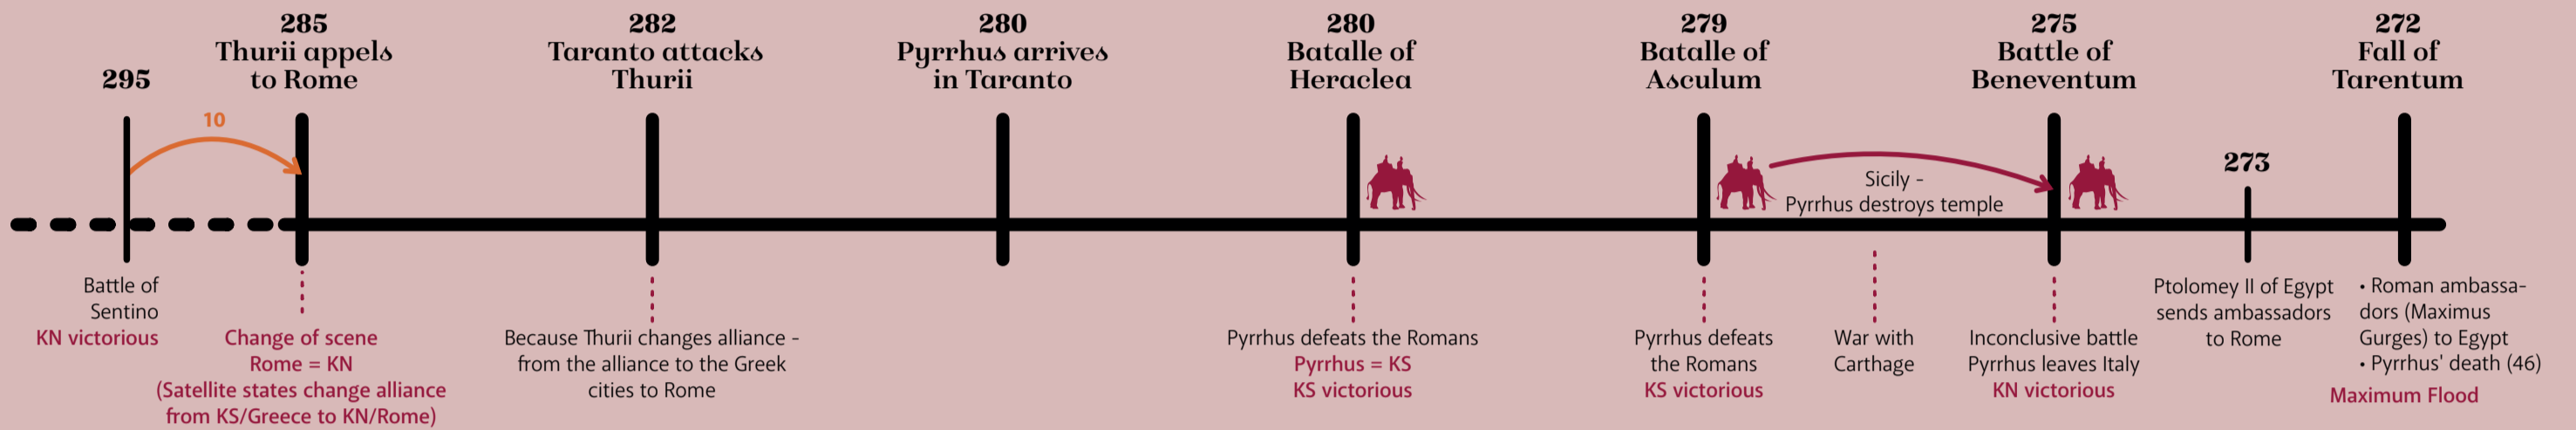 295
Battle of
Sentino
KN victorious
10
285
Thurii appels
to Rome
Change of scene
Rome = KN
(Satellite states change alliance
from KS/Greece to KN/Rome)
282
Taranto attacks
Thurii
Because Thurii changes alliance -
from the alliance to the Greek
cities to Rome
280
Pyrrhus arrives
in Taranto
280
Batalle of
Heraclea
Pyrrhus defeats the Romans
Pyrrhus = KS
KS victorious
279
Batalle of
Asculum
Pyrrhus defeats
the Romans
KS victorious
Sicily -
Pyrrhus destroys temple
War with
Carthage
275
Battle of
Beneventum
Inconclusive battle
Pyrrhus leaves Italy
KN victorious
273
Ptolomey II of Egypt
sends ambassadors
to Rome
272
Fall of
Tarentum
• Roman ambassa-
dors (Maximus
Gurges) to Egypt
• Pyrrhus' death (46)
Maximum Flood